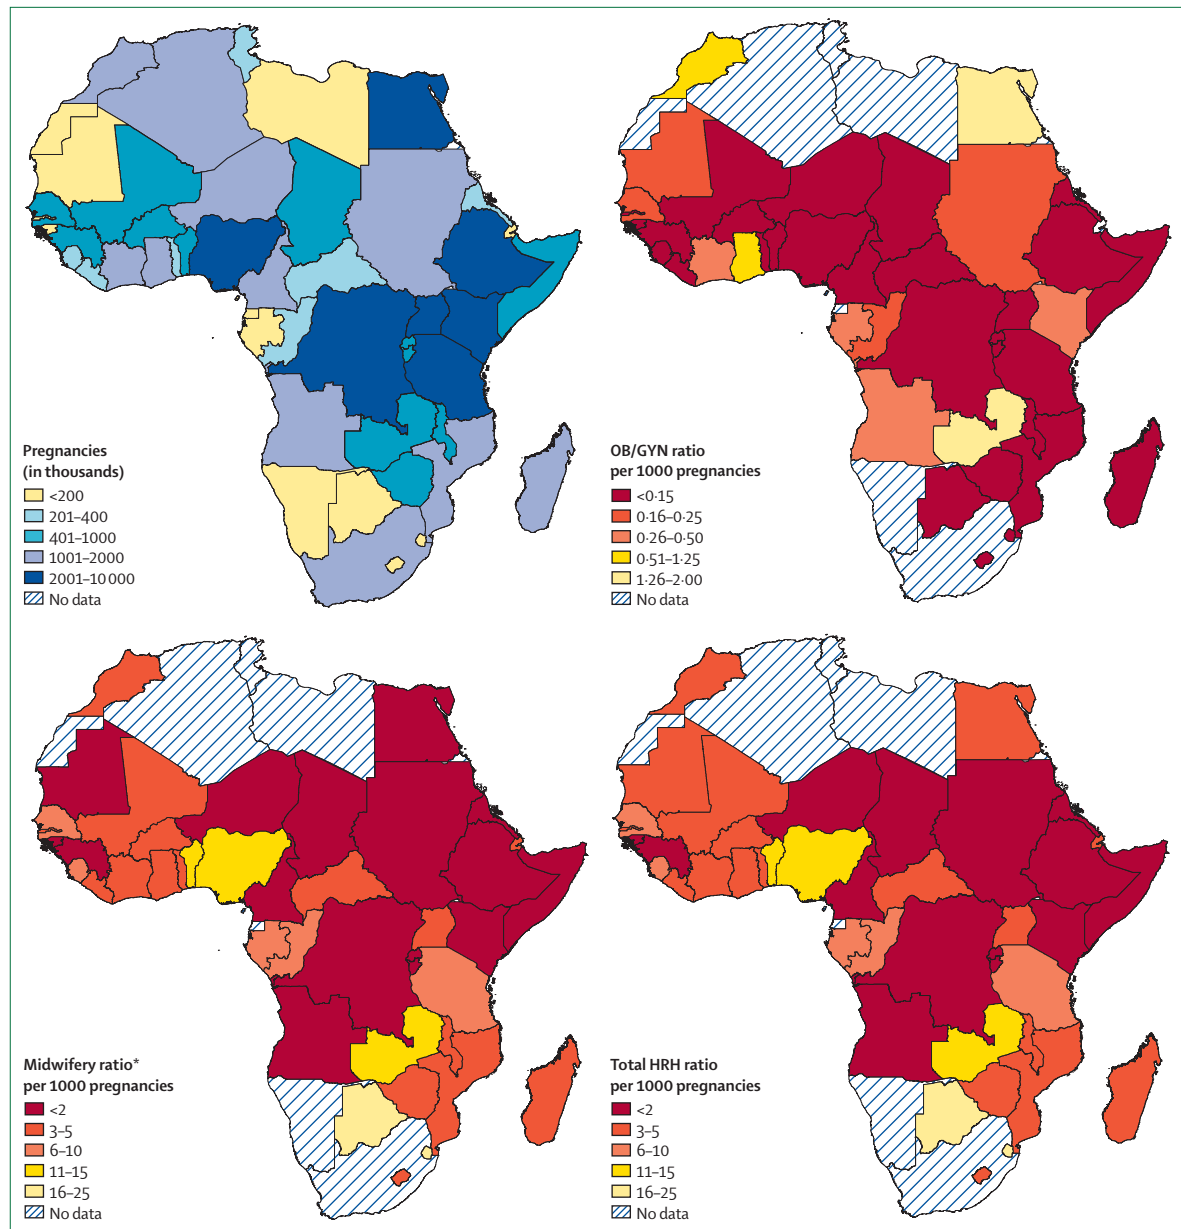 Pregnancies
(in thousands)
<200
201–400
401–1000
1001–2000
2001–10 000
No data
OB/GYN ratio
per 1000 pregnancies
<0·15
0·16–0·25
0·26–0·50
0·51–1·25
1·26–2·00
No data
Midwifery ratio*
per 1000 pregnancies
<2
3–5
6–10
11–15
16–25
No data
Total HRH ratio
per 1000 pregnancies
<2
3–5
6–10
11–15
16–25
No data